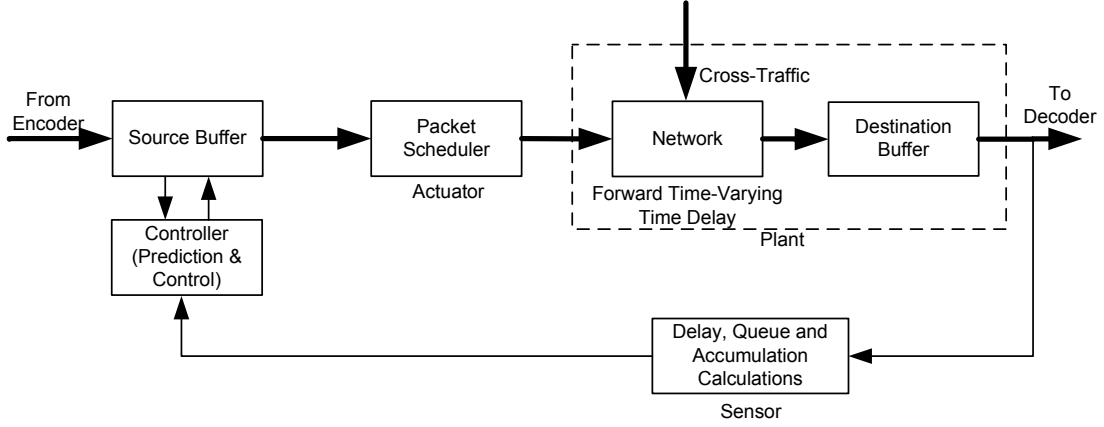 From
Encoder
Source Buffer
Packet
Scheduler
Actuator
Cross-Traffic
Network
Destination
Buffer
To
Decoder
Forward Time-Varying
Time Delay
Plant
Controller
(Prediction &
Control)
Delay, Queue and
Accumulation
Calculations
Sensor